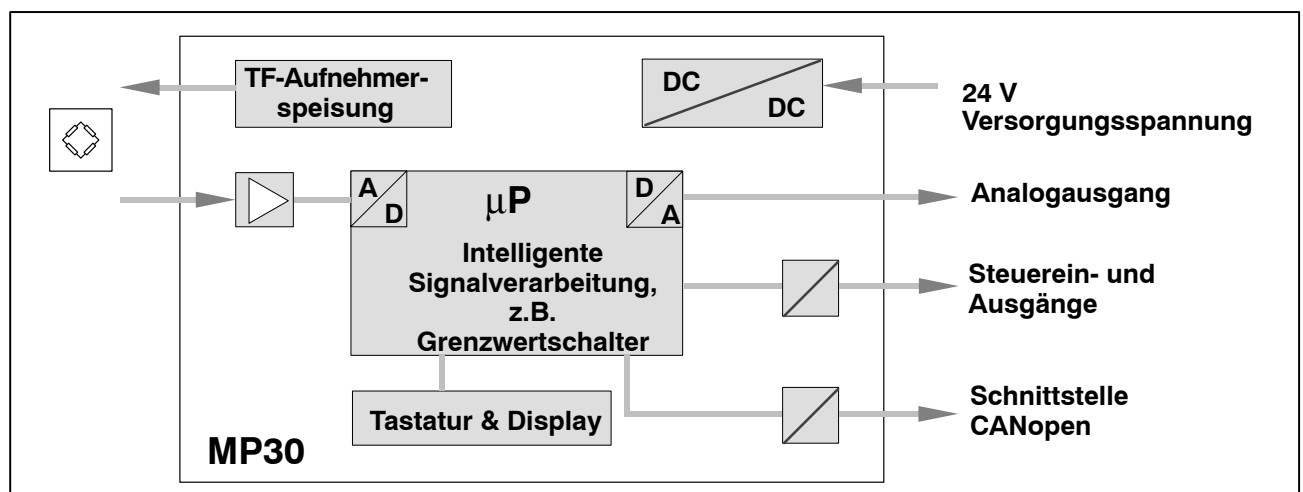 TF-Aufnehmer-
speisung
DC
DC
24 V
Versorgungsspannung
A
D
μP
D
A
Analogausgang
Intelligente
Signalverarbeitung,
z.B.
Grenzwertschalter
Steuerein- und
Ausgänge
Tastatur & Display
Schnittstelle
CANopen
MP30